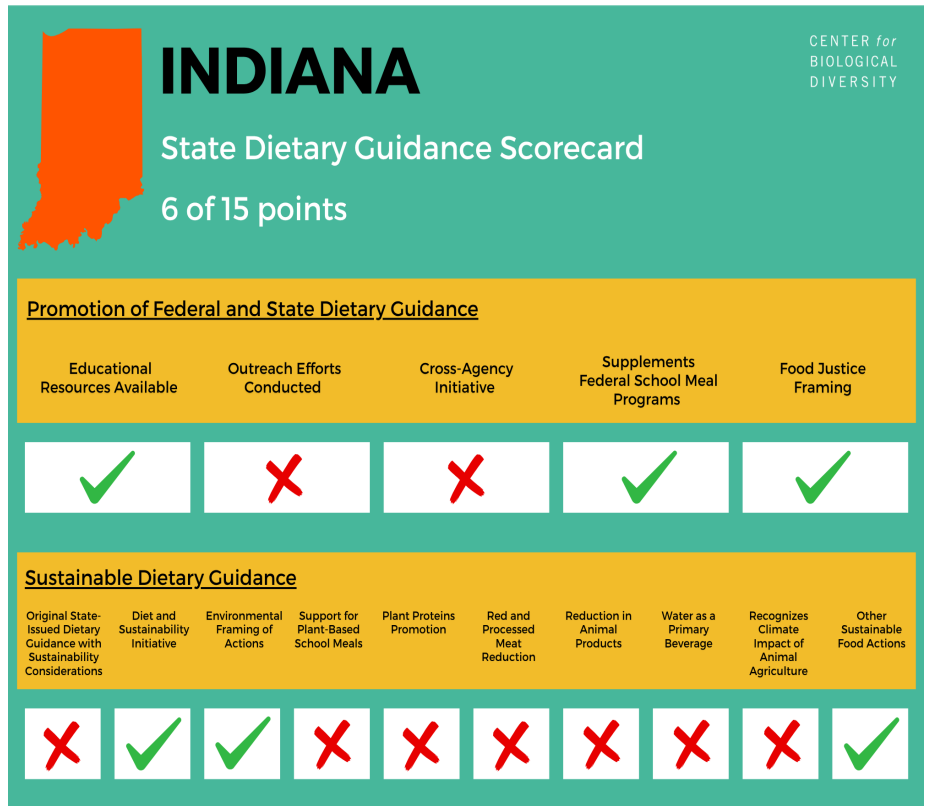 INDIANA
CENTER for
BIOLOGICAL
DIVERSITY
State Dietary Guidance Scorecard
6 of 15 points
Promotion of Federal and State Dietary Guidance
Educational
Resources Available
Outreach Efforts
Conducted
Cross-Agency
Initiative
Supplements
Federal School Meal
Programs
Food Justice
Framing
Sustainable Dietary Guidance
Original State-
Issued Dietary
Guidance with
Sustainability
Considerations
Diet and
Sustainability
Initiative
Environmental
Framing of
Actions
Support for
Plant-Based
School Meals
Plant Proteins
Promotion
Red and
Processed
Meat
Reduction
Reduction in
Animal
Products
Water as a
Primary
Beverage
Recognizes
Climate
Impact of
Animal
Agriculture
Other
Sustainable
Food Actions